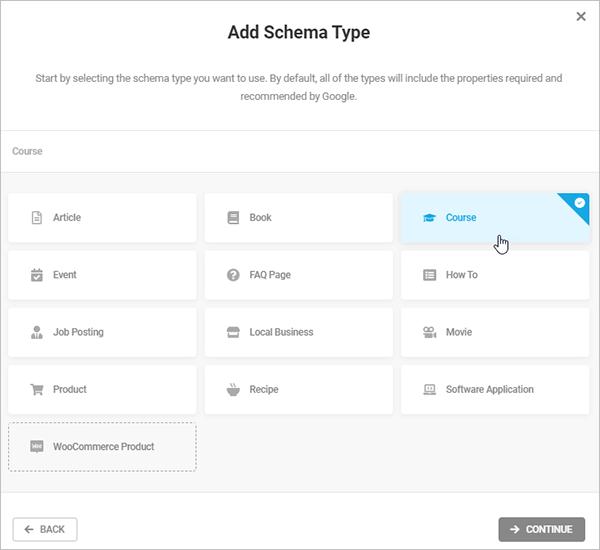 Add Schema Type
Start by selecting the schema type you want to use. By default, all of the types will include the properties required and
recommended by Google.
Course
Article
Book
Course
Event
FAQ Page
How To
Job Posting
Local Business
Movie
Product
Recipe
Software Application
Woo
WooCommerce Product
BACK
CONTINUE